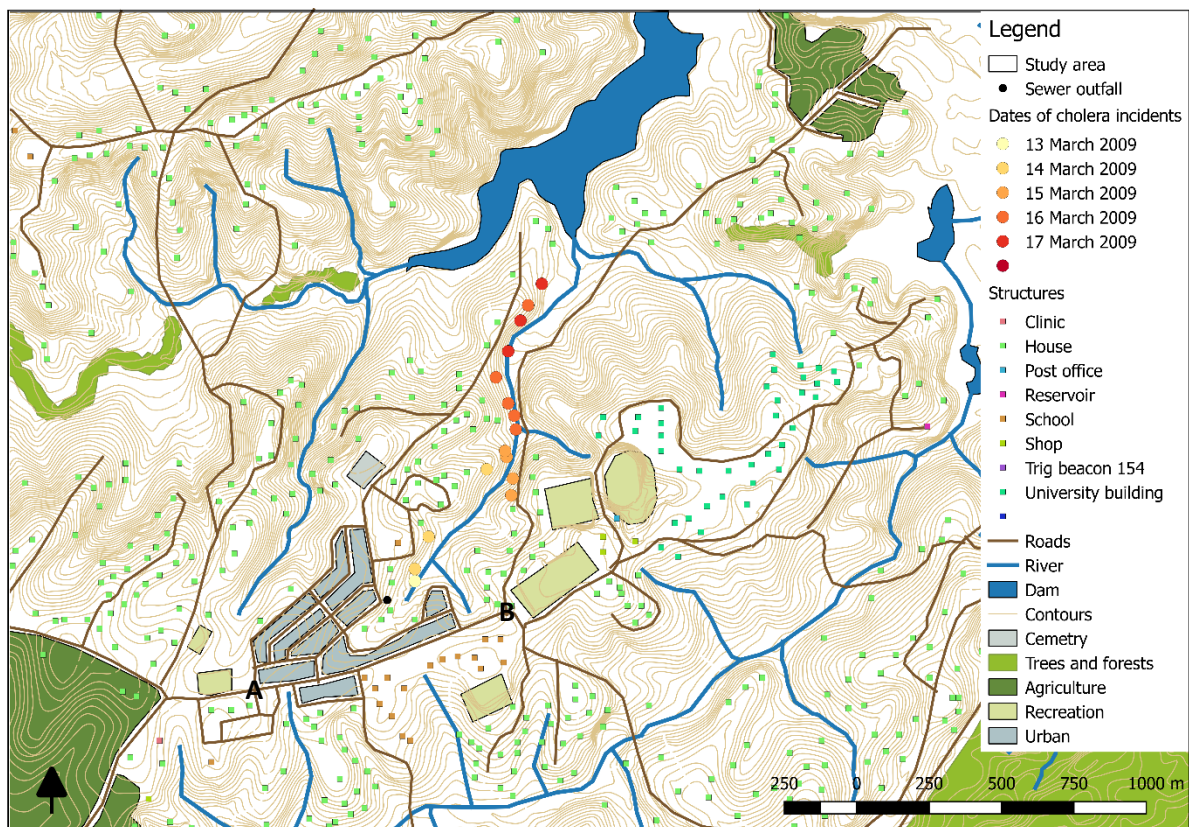 Legend
Study area
Sewer outfall
Dates of cholera incidents
13 March 2009
14 March 2009
15 March 2009
16 March 2009
17 March 2009
Structures
Clinic
House
Post office
Reservoir
School
Shop
Trig beacon 154
University building
Roads
River
Dam
Contours
Cemetry
Trees and forests
Agriculture
Recreation
Urban
B
A
250 0 250 500 750 1000 m